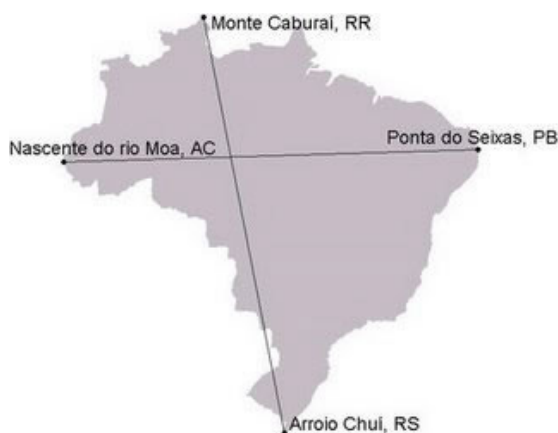 Monte Caburaí, RR
Nascente do rio Moa, AC
Ponta do Seixas, PB
Arroio Chuí, RS